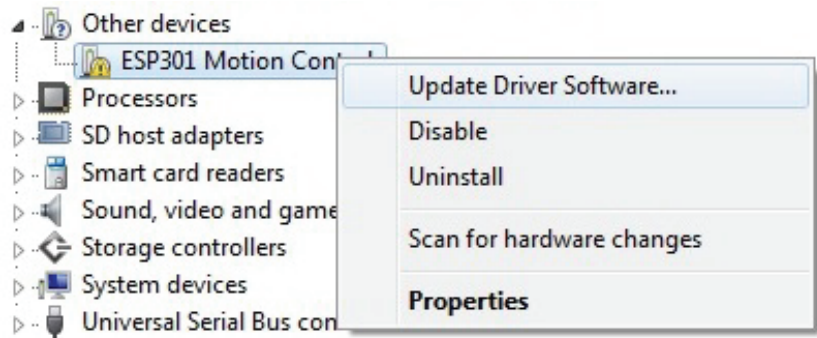 Other devices
ESP301 Motion Control
Processors
SD host adapters
Smart card readers
Sound, video and game
Storage controllers
System devices
Universal Serial Bus con
Update Driver Software...
Disable
Uninstall
Scan for hardware changes
Properties